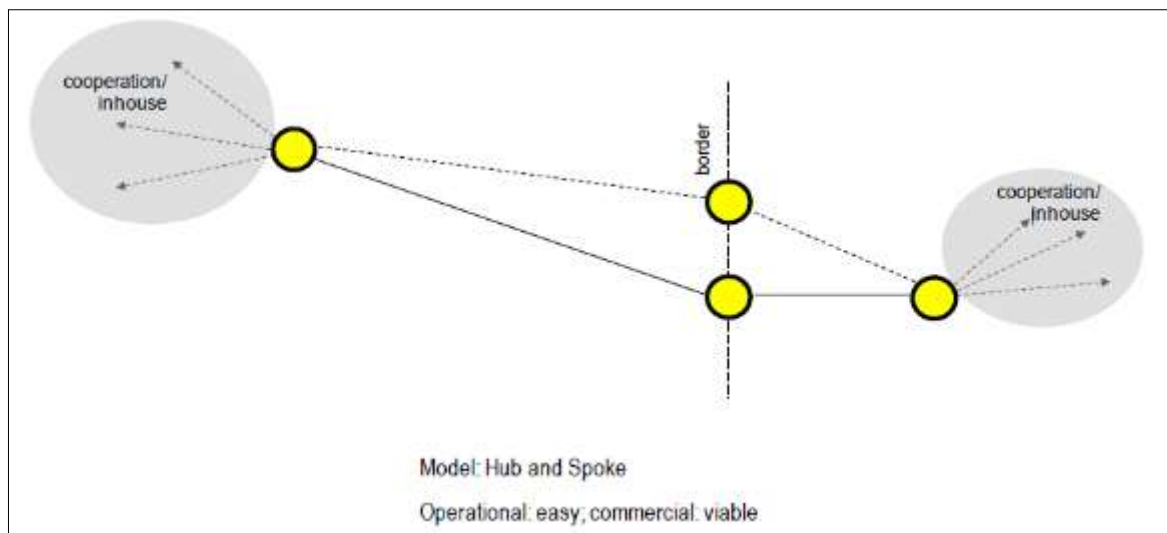 cooperation/
inhouse
border
cooperation/
inhouse
Model: Hub and Spoke
Operational: easy; commercial: viable